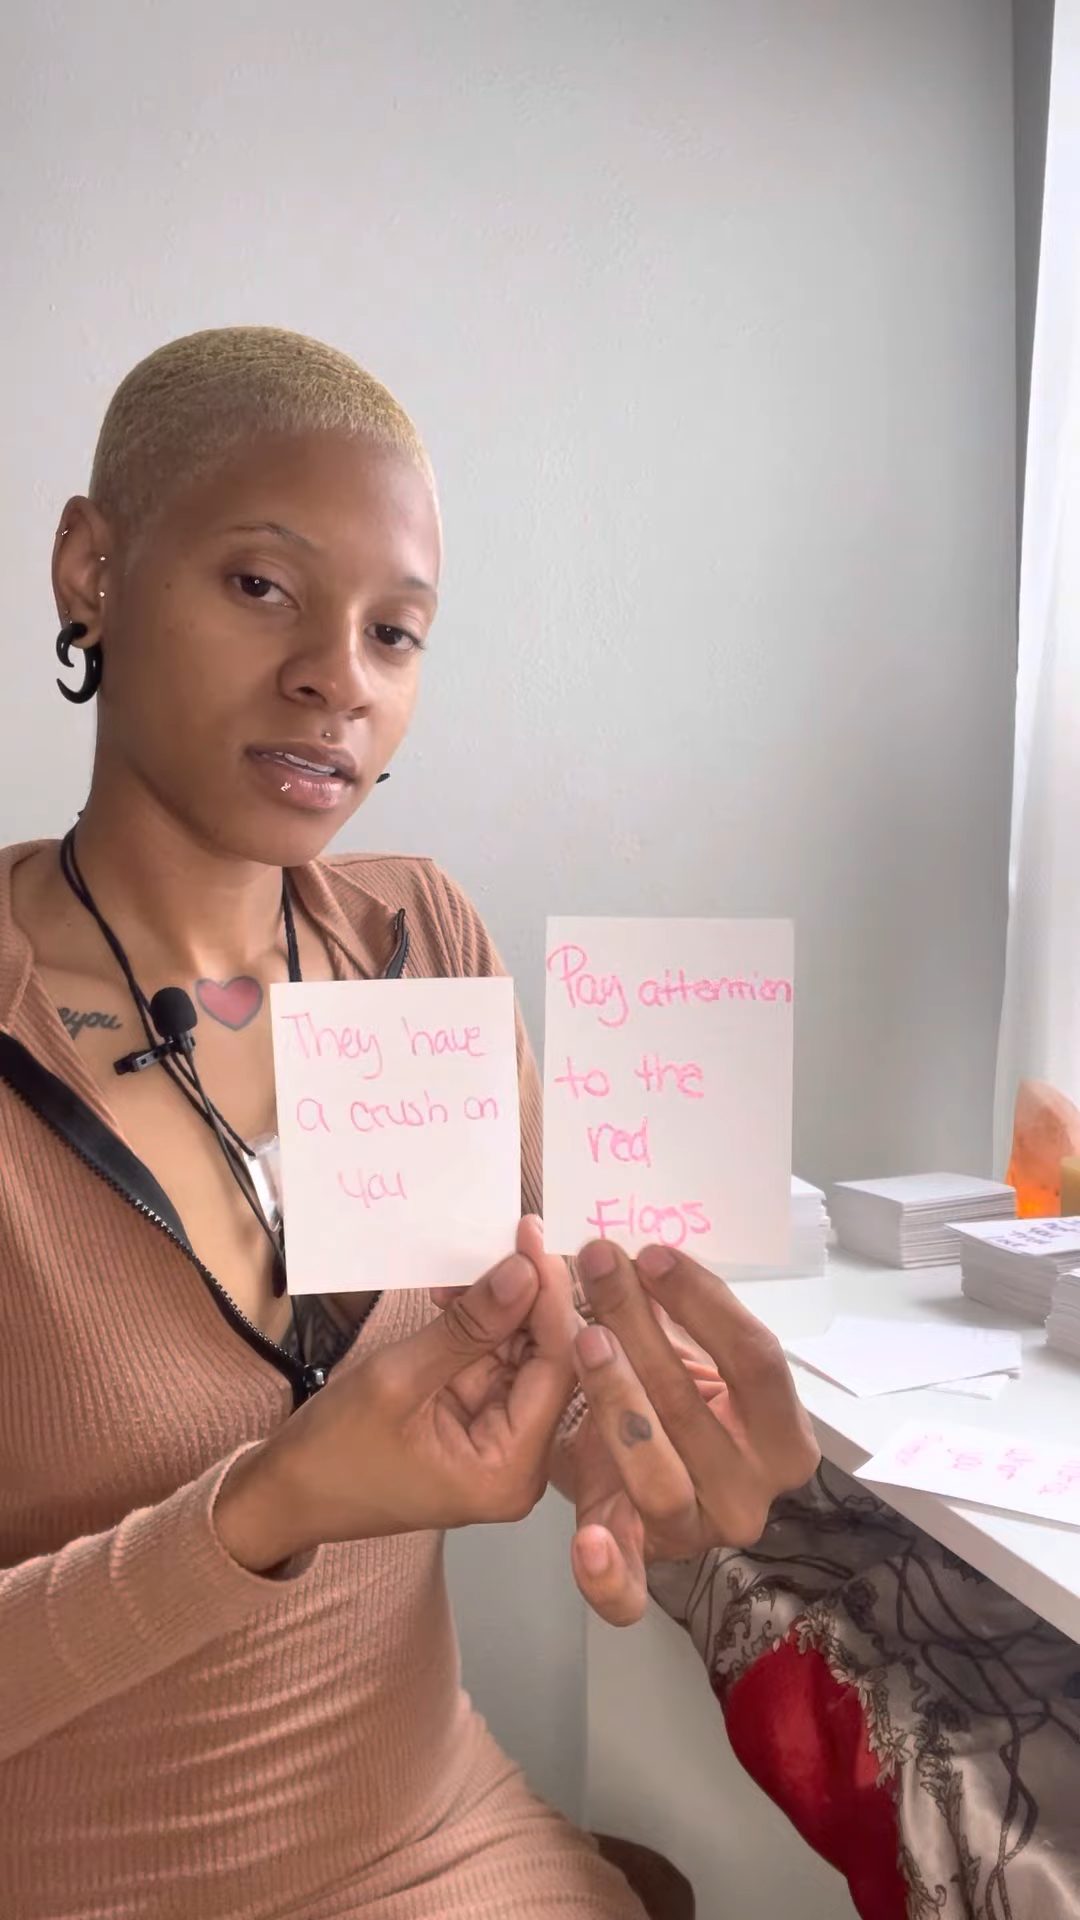 They have
a crush on
you
Pay attention
to the
red
Flags